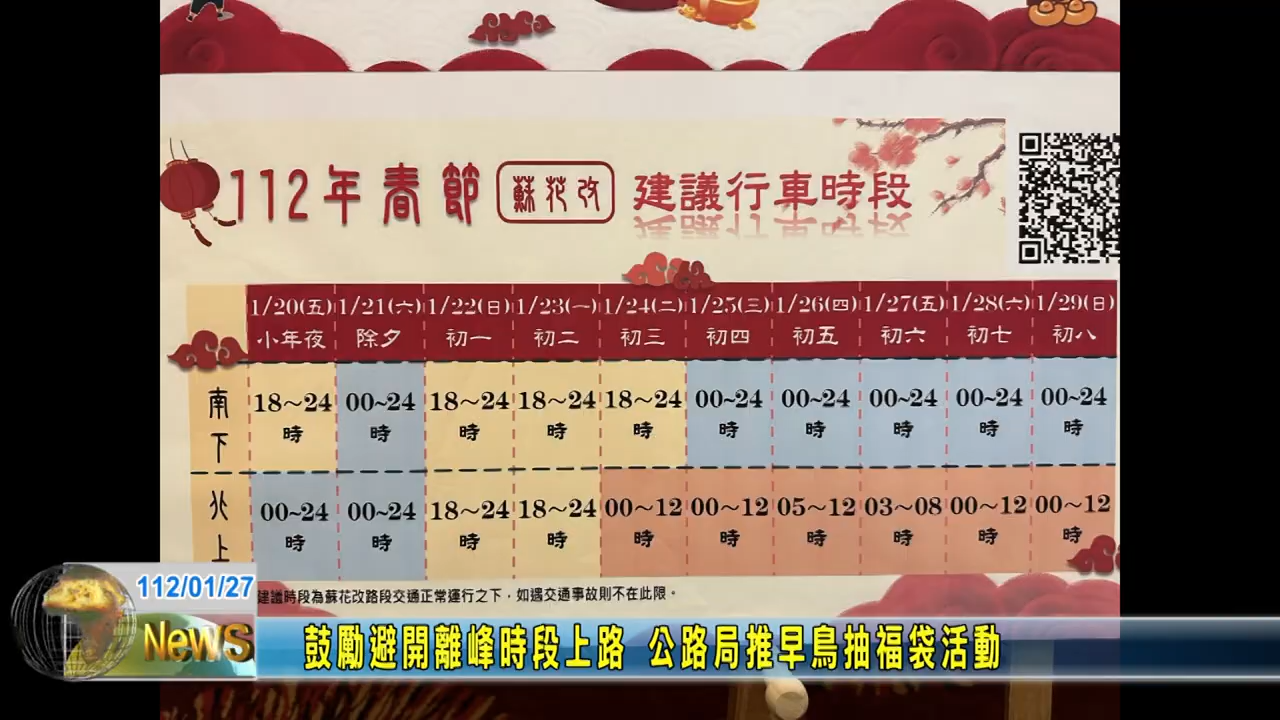 112年春節 蘇花改 建議行車時段
1/20(五) 1/21(六) 1/22(日) 1/23(一) 1/24(二) 1/25(三) 1/26(四) 1/27(五) 1/28(六) 1/29(日)
小年夜 除夕 初一 初二 初三 初四 初五 初六 初七 初八
南下 18~24時 00~24時 18~24時 18~24時 18~24時 00~24時 00~24時 00~24時 00~24時 00~24時
北上 00~24時 00~24時 18~24時 18~24時 00~12時 00~12時 05~12時 03~08時 00~12時 00~12時
建議時段為蘇花改路段交通正常運行之下，如遇交通事故則不在此限。
112/01/27
News
鼓勵避開離峰時段上路 公路局推早鳥抽福袋活動